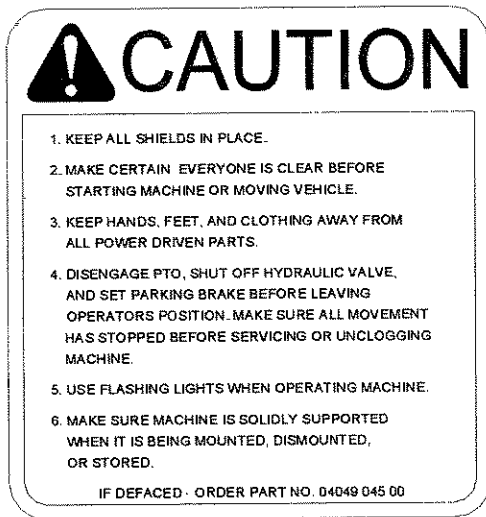 CAUTION
1. KEEP ALL SHIELDS IN PLACE.
2. MAKE CERTAIN EVERYONE IS CLEAR BEFORE
STARTING MACHINE OR MOVING VEHICLE.
3. KEEP HANDS, FEET, AND CLOTHING AWAY FROM
ALL POWER DRIVEN PARTS.
4. DISENGAGE PTO, SHUT OFF HYDRAULIC VALVE,
AND SET PARKING BRAKE BEFORE LEAVING
OPERATORS POSITION. MAKE SURE ALL MOVEMENT
HAS STOPPED BEFORE SERVICING OR UNCLOGGING
MACHINE.
5. USE FLASHING LIGHTS WHEN OPERATING MACHINE.
6. MAKE SURE MACHINE IS SOLIDLY SUPPORTED
WHEN IT IS BEING MOUNTED, DISMOUNTED,
OR STORED.
IF DEFACED - ORDER PART NO. 04049 045 00